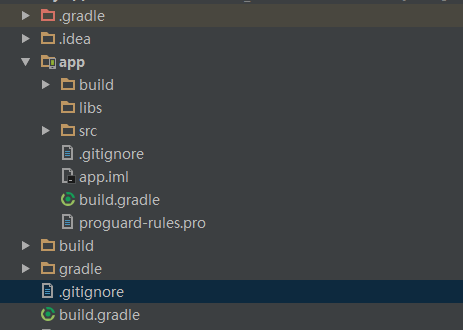 .gradle
.idea
app
build
libs
src
.gitignore
app.iml
build.gradle
proguard-rules.pro
build
gradle
.gitignore
build.gradle